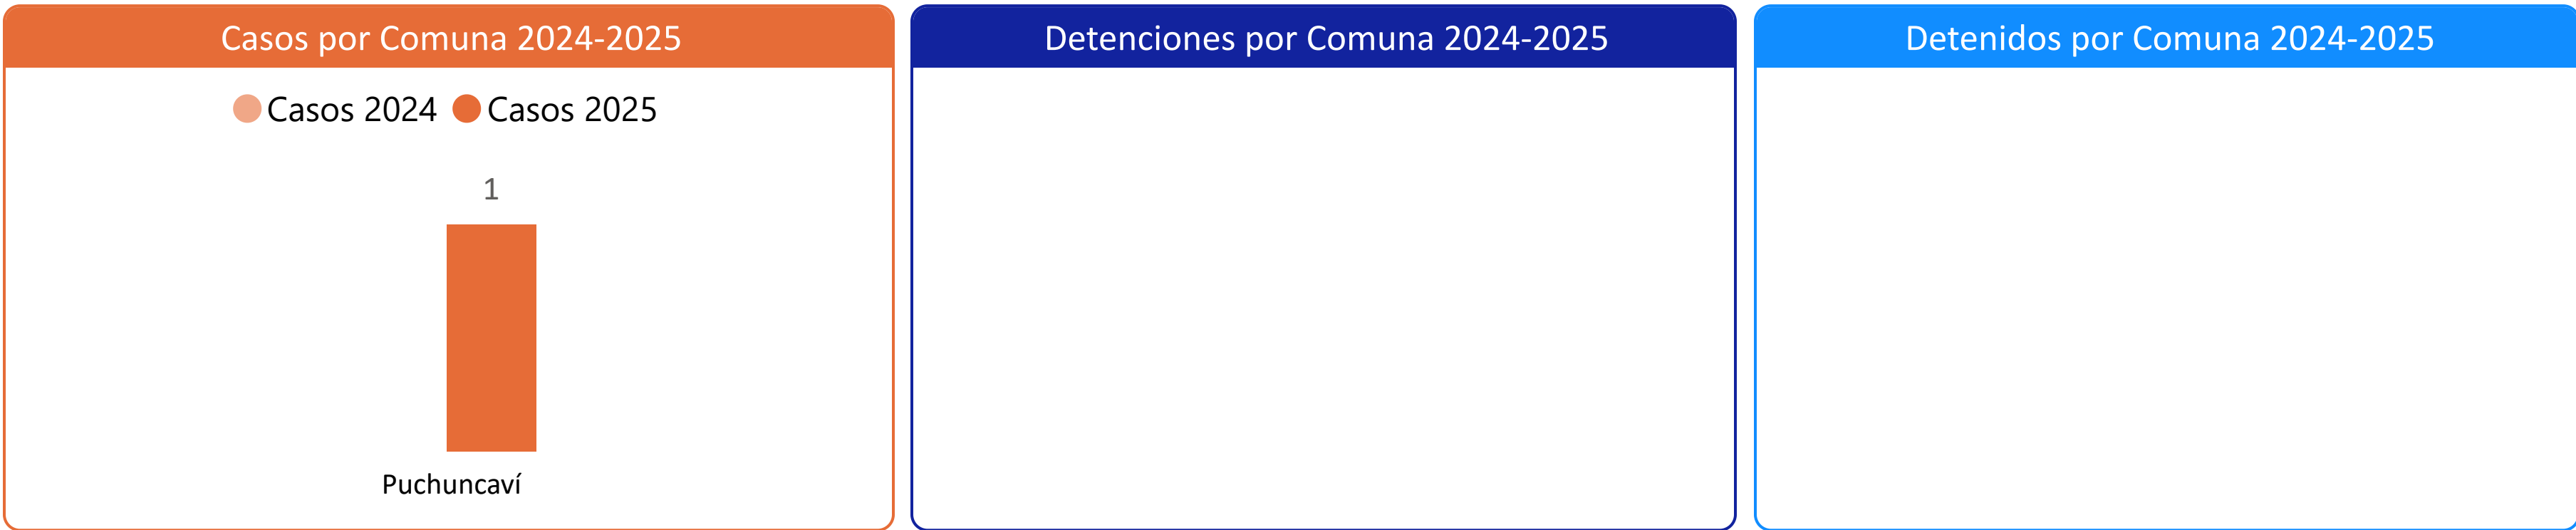 Casos por Comuna 2024-2025
Casos 2024 Casos 2025
1
Puchuncaví
Detenciones por Comuna 2024-2025
Detenidos por Comuna 2024-2025